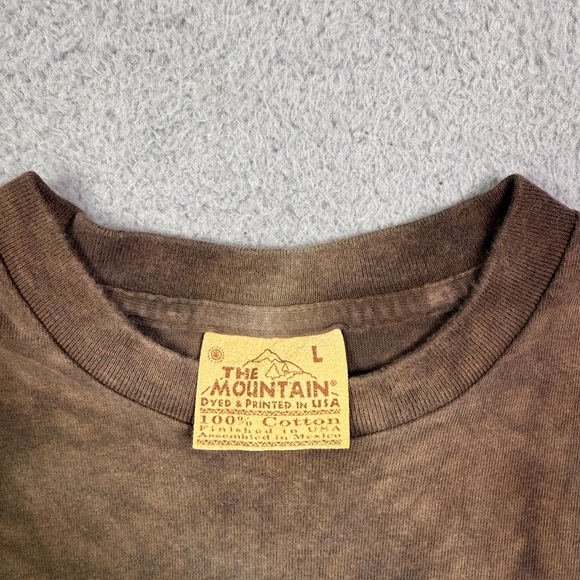 L
THE
MOUNTAIN®
DYED & PRINTED IN USA
100% Cotton
Finished in USA
Assembled in Mexico